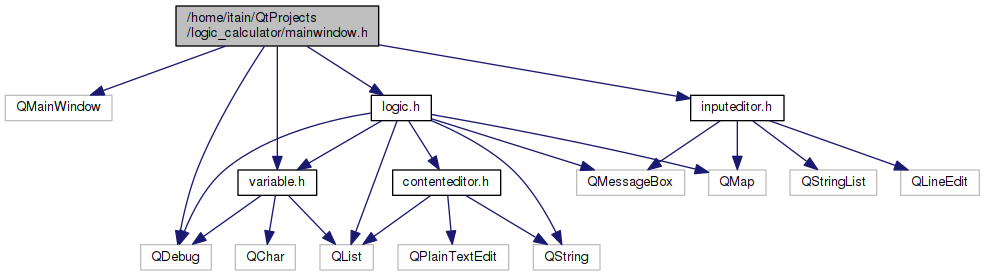 /home/itain/QtProjects
/logic_calculator/mainwindow.h
QMainWindow
logic.h
inputeditor.h
variable.h
contenteditor.h
QMessageBox
QMap
QStringList
QLineEdit
QDebug
QChar
QList
QPlainTextEdit
QString